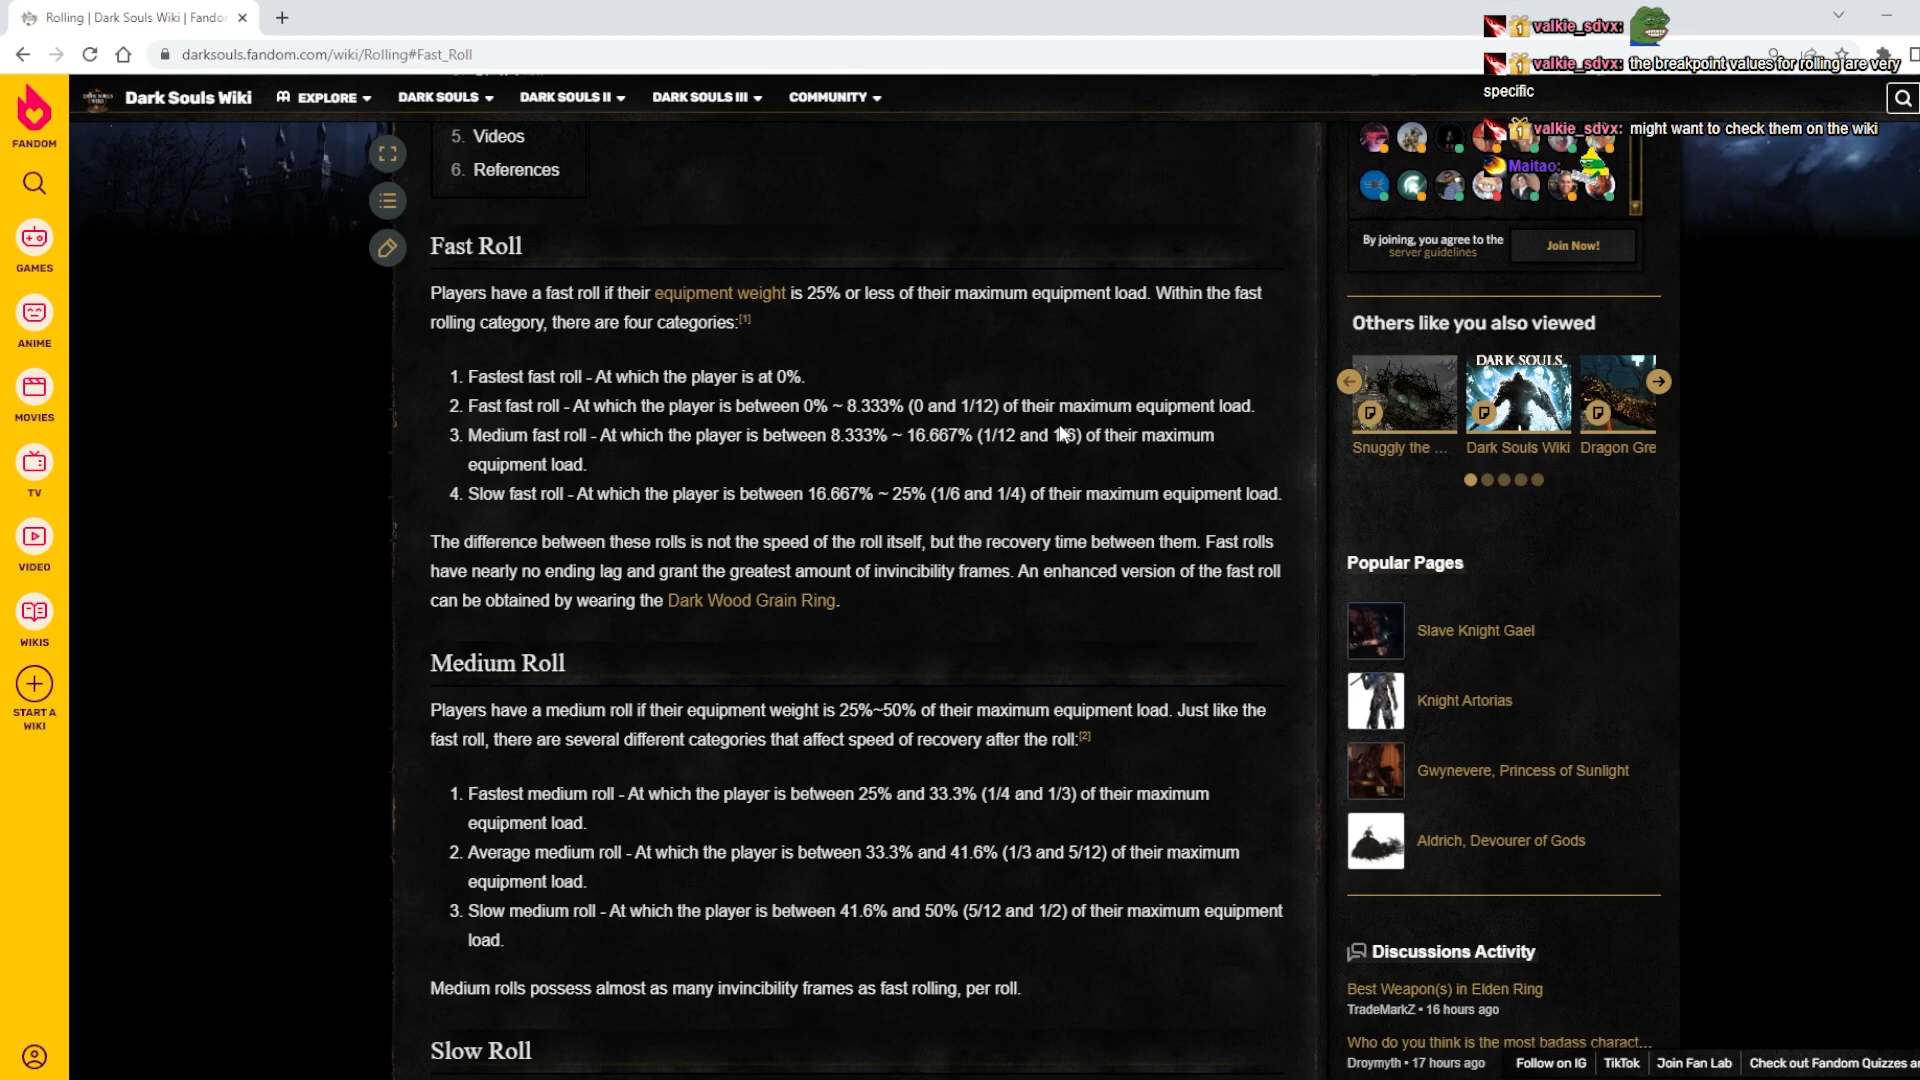 Rolling | Dark Souls Wiki | Fandor
darksouls.fandom.com/wiki/Rolling#Fast_Roll
valkie_sdvx:
valkie_sdvx: the breakpoint values for rolling are very
specific
valkie_sdvx: might want to check them on the wiki
Maitao:
FANDOM
GAMES
ANIME
MOVIES
TV
VIDEO
WIKIS
START A
WIKI
Dark Souls Wiki
EXPLORE
DARK SOULS
DARK SOULS II
DARK SOULS III
COMMUNITY
5. Videos
6. References
Fast Roll
Players have a fast roll if their equipment weight is 25% or less of their maximum equipment load. Within the fast
rolling category, there are four categories:[1]
1. Fastest fast roll - At which the player is at 0%.
2. Fast fast roll - At which the player is between 0% ~ 8.333% (0 and 1/12) of their maximum equipment load.
3. Medium fast roll - At which the player is between 8.333% ~ 16.667% (1/12 and 1/6) of their maximum
equipment load.
4. Slow fast roll - At which the player is between 16.667% ~ 25% (1/6 and 1/4) of their maximum equipment load.
The difference between these rolls is not the speed of the roll itself, but the recovery time between them. Fast rolls
have nearly no ending lag and grant the greatest amount of invincibility frames. An enhanced version of the fast roll
can be obtained by wearing the Dark Wood Grain Ring.
Medium Roll
Players have a medium roll if their equipment weight is 25%~50% of their maximum equipment load. Just like the
fast roll, there are several different categories that affect speed of recovery after the roll:[2]
1. Fastest medium roll - At which the player is between 25% and 33.3% (1/4 and 1/3) of their maximum
equipment load.
2. Average medium roll - At which the player is between 33.3% and 41.6% (1/3 and 5/12) of their maximum
equipment load.
3. Slow medium roll - At which the player is between 41.6% and 50% (5/12 and 1/2) of their maximum equipment
load.
Medium rolls possess almost as many invincibility frames as fast rolling, per roll.
Slow Roll
By joining, you agree to the
server guidelines
Join Now!
Others like you also viewed
DARK SOULS
Snuggly the ...
Dark Souls Wiki
Dragon Gre
Popular Pages
Slave Knight Gael
Knight Artorias
Gwynevere, Princess of Sunlight
Aldrich, Devourer of Gods
Discussions Activity
Best Weapon(s) in Elden Ring
TradeMarkZ • 16 hours ago
Who do you think is the most badass charact...
Droymyth • 17 hours ago
Follow on IG
TikTok
Join Fan Lab
Check out Fandom Quizzes a